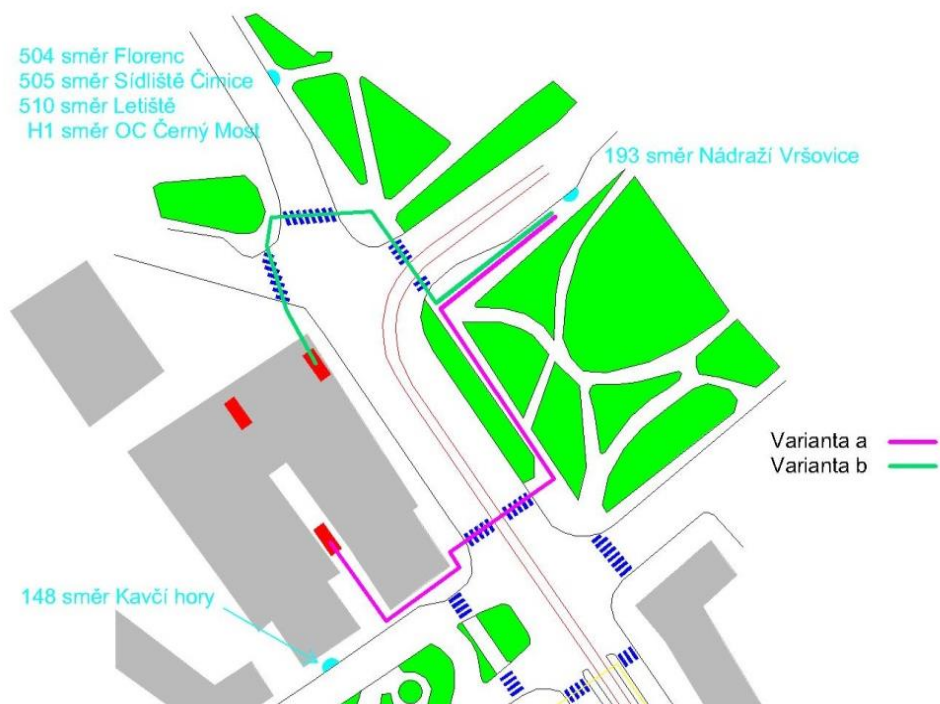 504 směr Florenc
505 směr Sídliště Čimice
510 směr Letiště
H1 směr OC Černý Most
193 směr Nádraží Vršovice
Varianta a
Varianta b
148 směr Kavčí hory